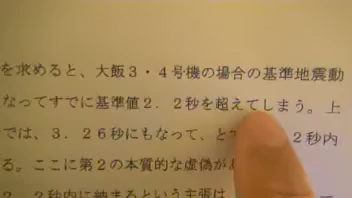 を求めると、大飯3・4号機の場合の基準地震動
なってすでに基準値2.2秒を超えてしまう。上
では、3.26秒にもなって、と 2秒内
る。ここに第2の本質的な虚偽が
2.2秒内に納まるという主張は